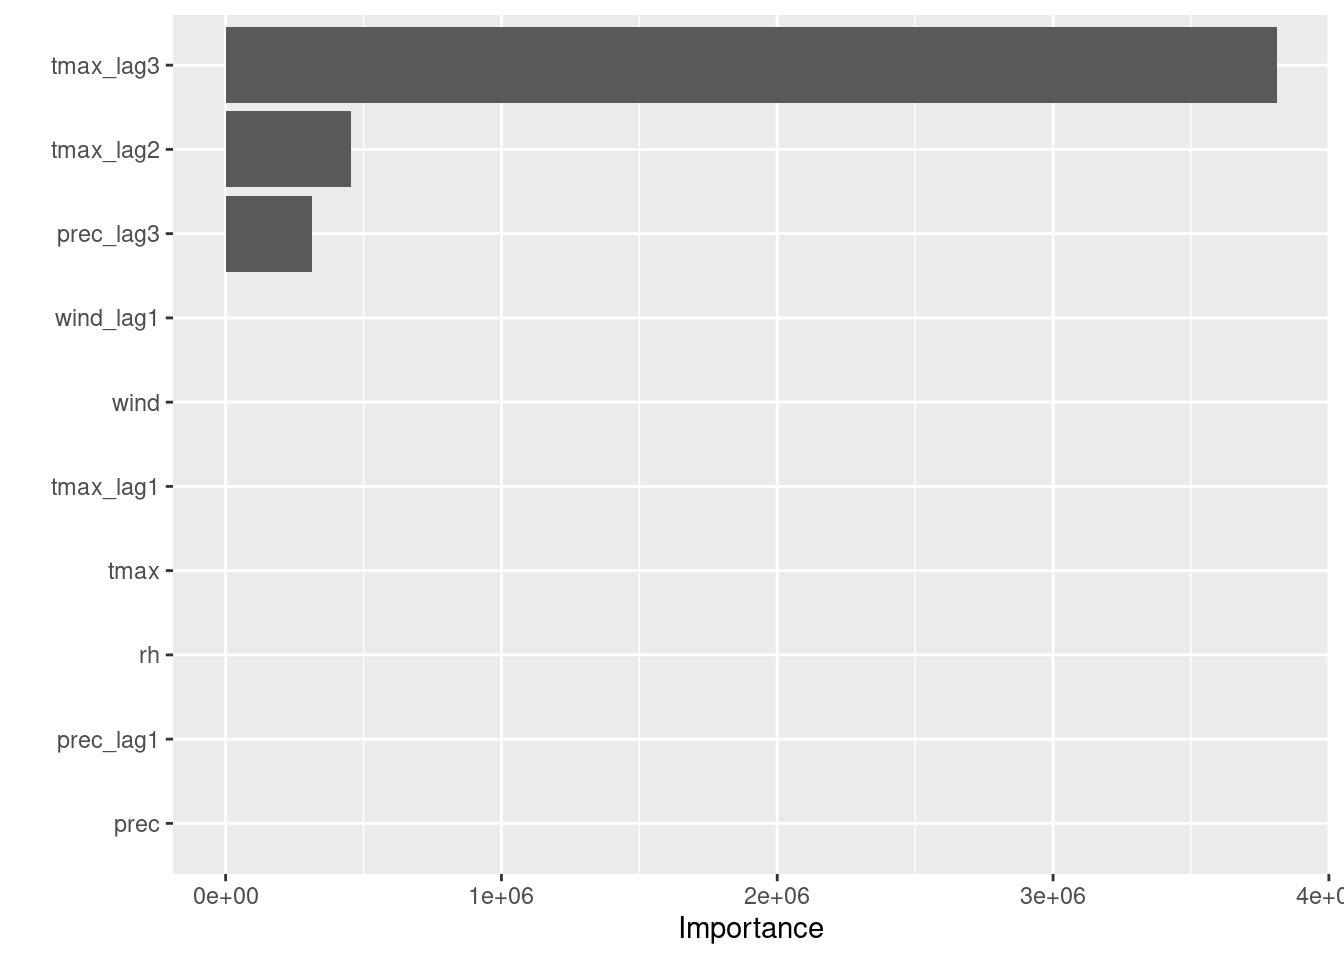 tmax_lag3
tmax_lag2
prec_lag3
wind_lag1
wind
tmax_lag1
tmax
rh
prec_lag1
prec
0e+00 1e+06 2e+06 3e+06
Importance